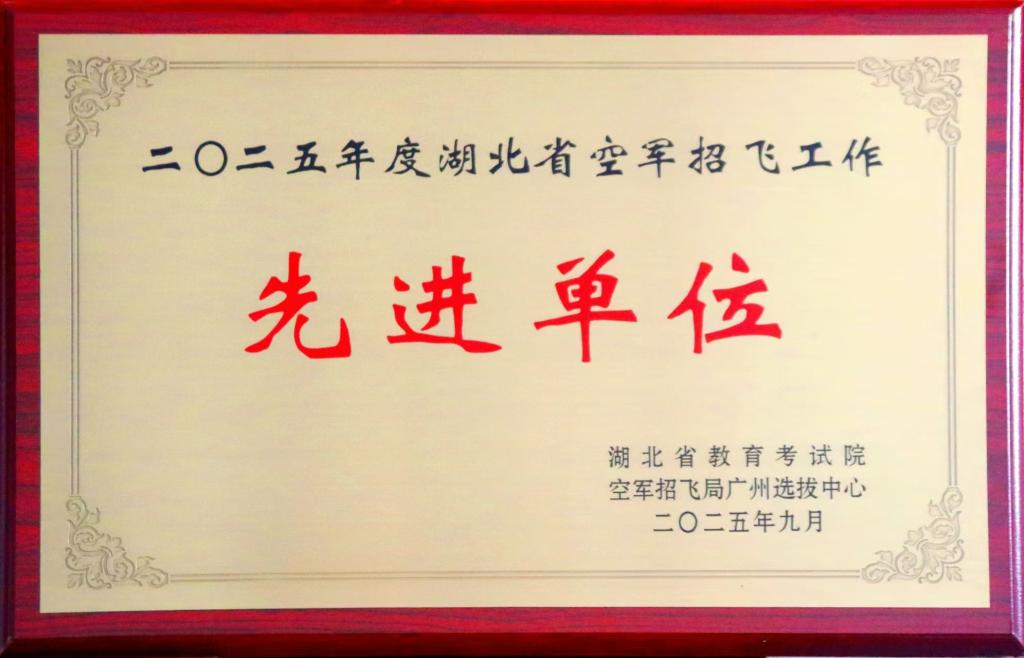 二〇二五年度湖北省空军招飞工作
先进单位
湖北省教育考试院
空军招飞局广州选拔中心
二〇二五年九月